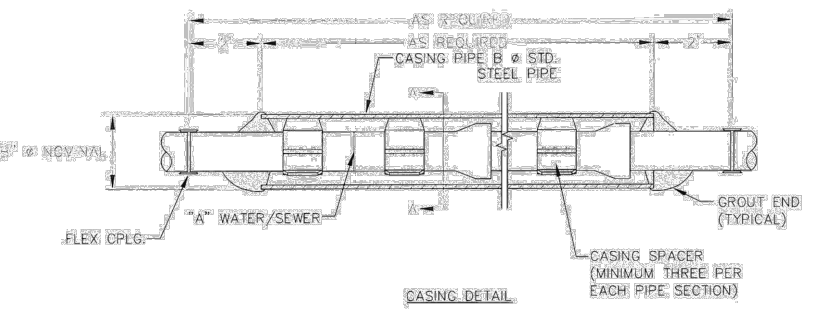 AS REQUIRED
2' AS REQUIRED 2'
CASING PIPE B ø STD.
STEEL PIPE
A
ø NOMINAL
A
"A" WATER/SEWER
FLEX CPLG.
GROUT END
(TYPICAL)
CASING SPACER
(MINIMUM THREE PER
EACH PIPE SECTION)
CASING DETAIL